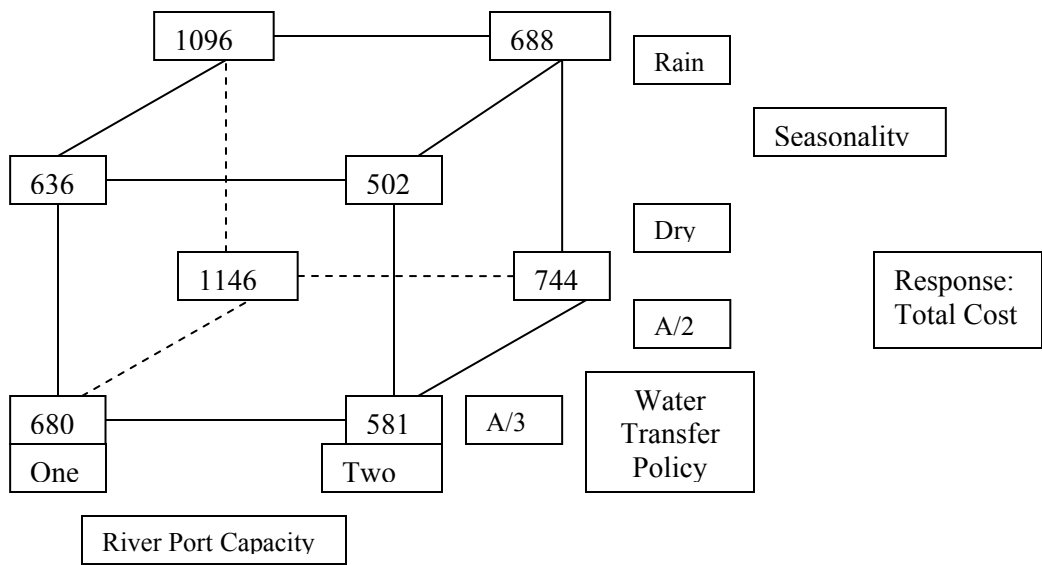 1096
688
Rain
Seasonality
636
502
Dry
1146
744
Response:
Total Cost
A/2
680
581
A/3
Water
Transfer
Policy
One
Two
River Port Capacity